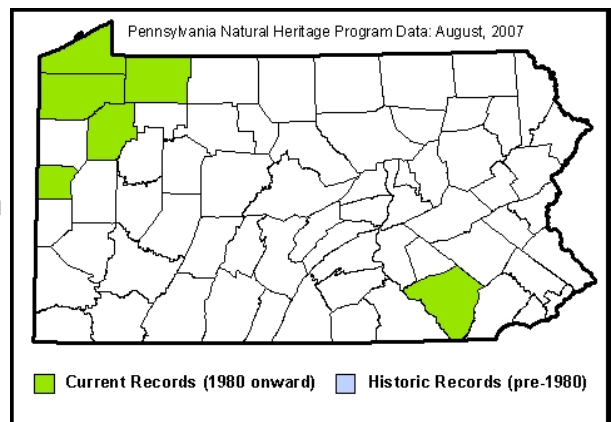 Pennsylvania Natural Heritage Program Data: August, 2007
Current Records (1980 onward)
Historic Records (pre-1980)